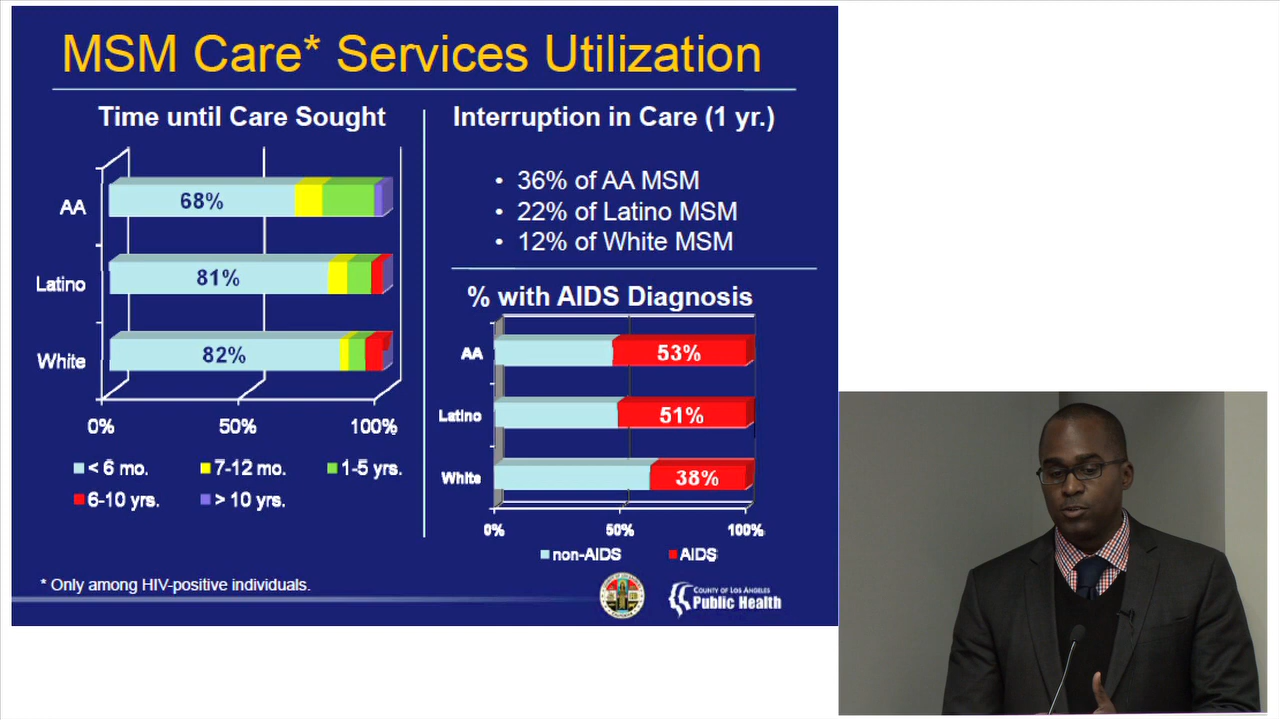 MSM Care* Services Utilization
Time until Care Sought
AA
68%
Latino
81%
White
82%
0%
50%
100%
< 6 mo.
7-12 mo.
1-5 yrs.
6-10 yrs.
> 10 yrs.
Interruption in Care (1 yr.)
• 36% of AA MSM
• 22% of Latino MSM
• 12% of White MSM
% with AIDS Diagnosis
AA
53%
Latino
51%
White
38%
0%
50%
100%
non-AIDS
AIDS
* Only among HIV-positive individuals.
COUNTY OF LOS ANGELES
Public Health